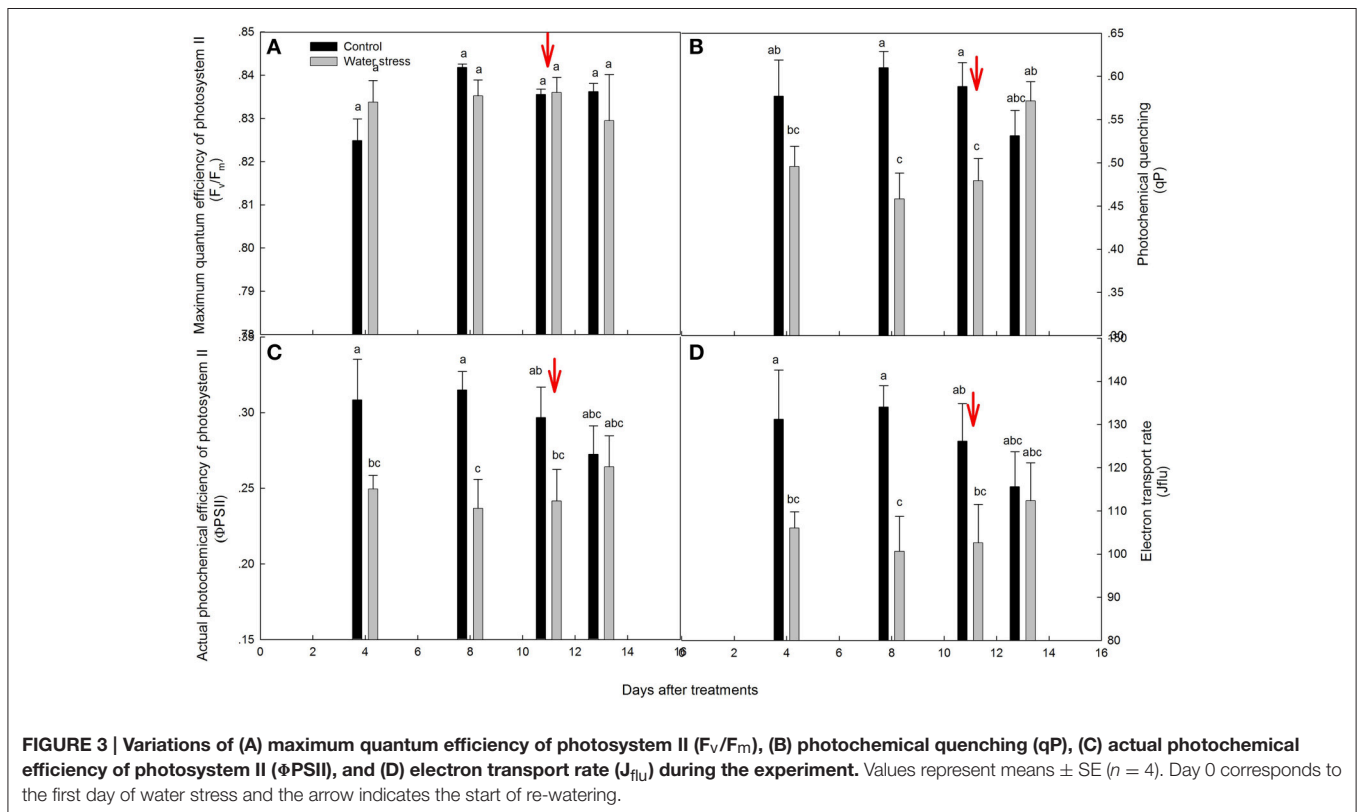 A
Control
Water stress
.85
.84
.83
.82
.81
.80
.79
.78
Maximum quantum efficiency of photosystem II
(Fv/Fm)
a
a
a
a
a
a
a
a
B
.65
.60
.55
.50
.45
.40
.35
.30
Photochemical quenching
(qP)
ab
bc
a
c
a
c
abc
ab
C
.30
.25
.20
.15
Actual photochemical efficiency of photosystem II
(ΦPSII)
a
bc
a
c
ab
bc
abc
abc
0 2 4 6 8 10 12 14 16
D
150
140
130
120
110
100
90
80
Electron transport rate
(Jflu)
a
bc
a
c
ab
bc
abc
abc
2 4 6 8 10 12 14 16
Days after treatments
FIGURE 3 | Variations of (A) maximum quantum efficiency of photosystem II (Fv/Fm), (B) photochemical quenching (qP), (C) actual photochemical
efficiency of photosystem II (ΦPSII), and (D) electron transport rate (Jflu) during the experiment. Values represent means ± SE (n = 4). Day 0 corresponds to
the first day of water stress and the arrow indicates the start of re-watering.